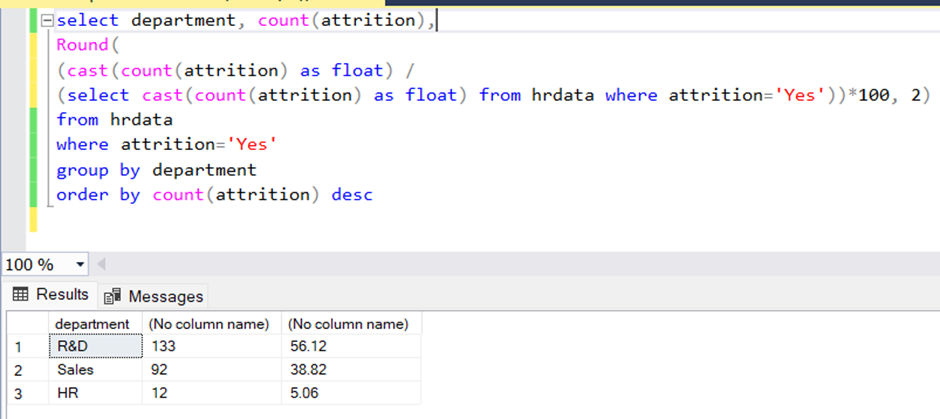 select department, count(attrition),
Round(
(cast(count(attrition) as float) /
(select cast(count(attrition) as float) from hrdata where attrition='Yes'))*100, 2)
from hrdata
where attrition='Yes'
group by department
order by count(attrition) desc
100 %
Results Messages
department (No column name) (No column name)
1 R&D 133 56.12
2 Sales 92 38.82
3 HR 12 5.06